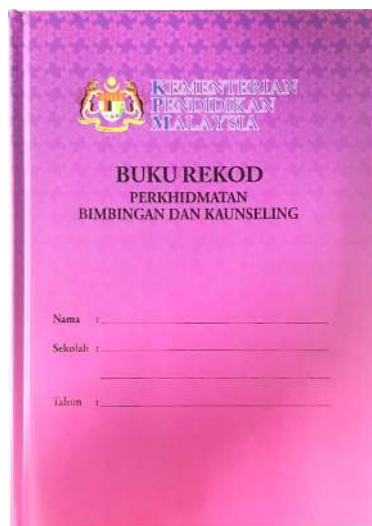 KEMENTERIAN
PENDIDIKAN
MALAYSIA
BUKU REKOD
PERKHIDMATAN
BIMBINGAN DAN KAUNSELING
Nama :
Sekolah :
Tahun :